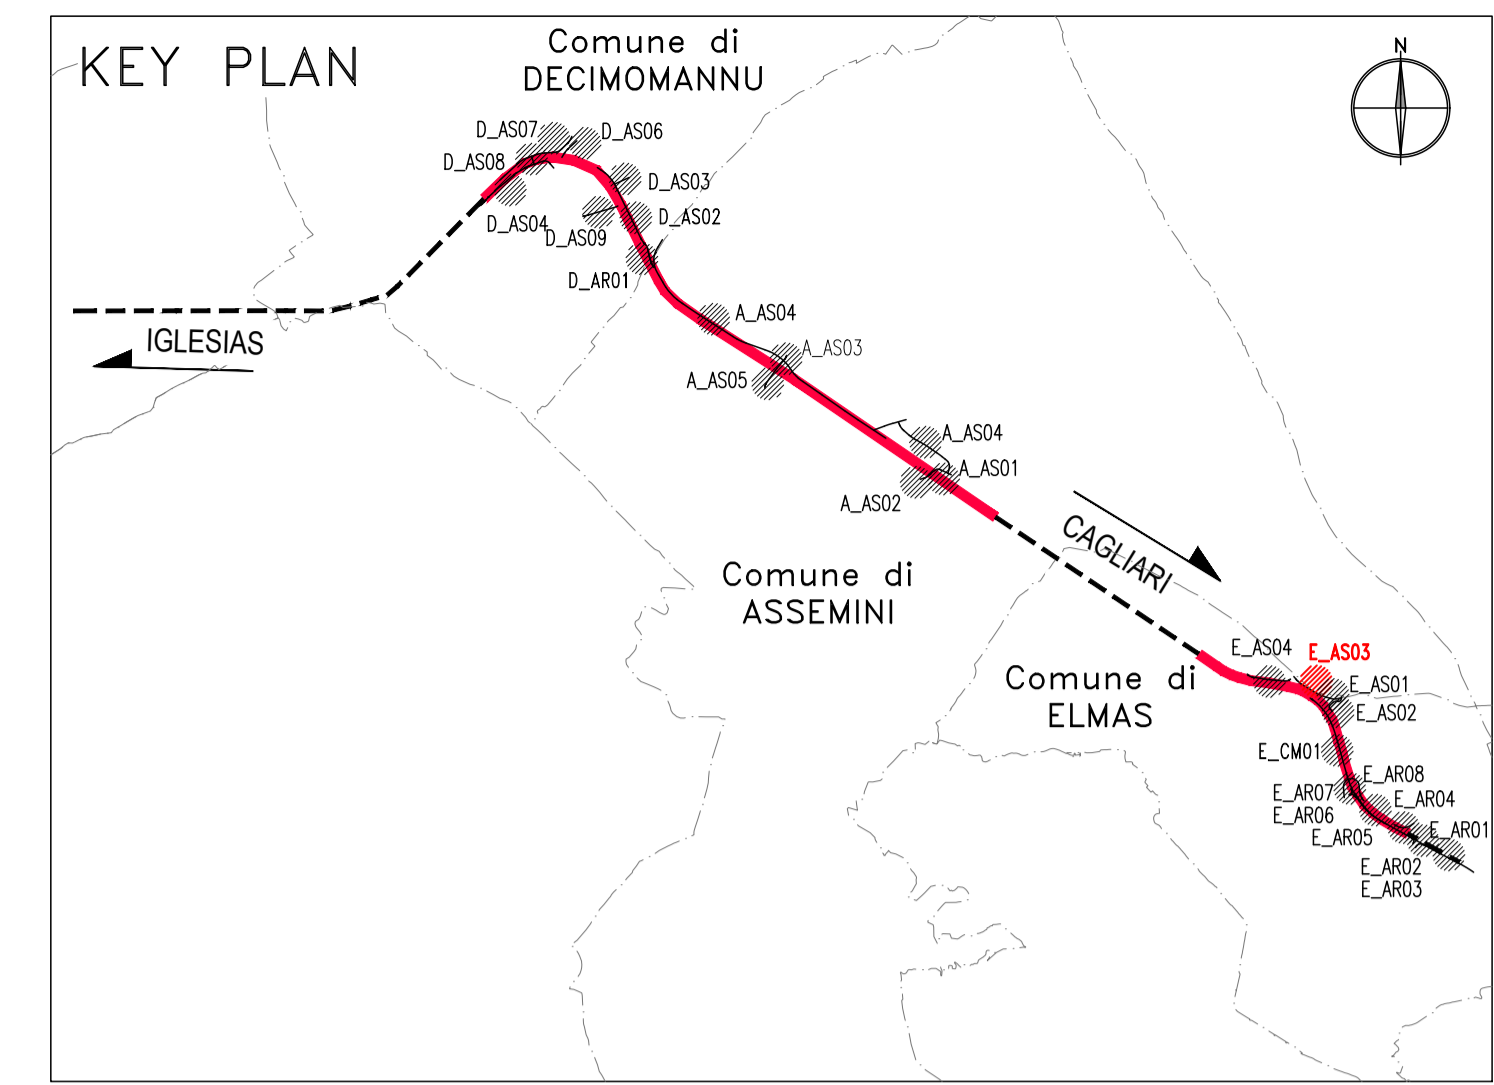 KEY PLAN
Comune di
DECIMOMANNU
N
D_AS07
D_AS06
D_AS08
D_AS03
D_AS04
D_AS02
D_AS09
D_AR01
A_AS04
IGLESIAS
A_AS03
A_AS05
A_AS04
A_AS01
A_AS02
CAGLIARI
Comune di
ASSEMINI
E_AS04
E_AS03
Comune di
ELMAS
E_AS01
E_AS02
E_CM01
E_AR08
E_AR07
E_AR04
E_AR06
E_AR05
E_AR01
E_AR02
E_AR03